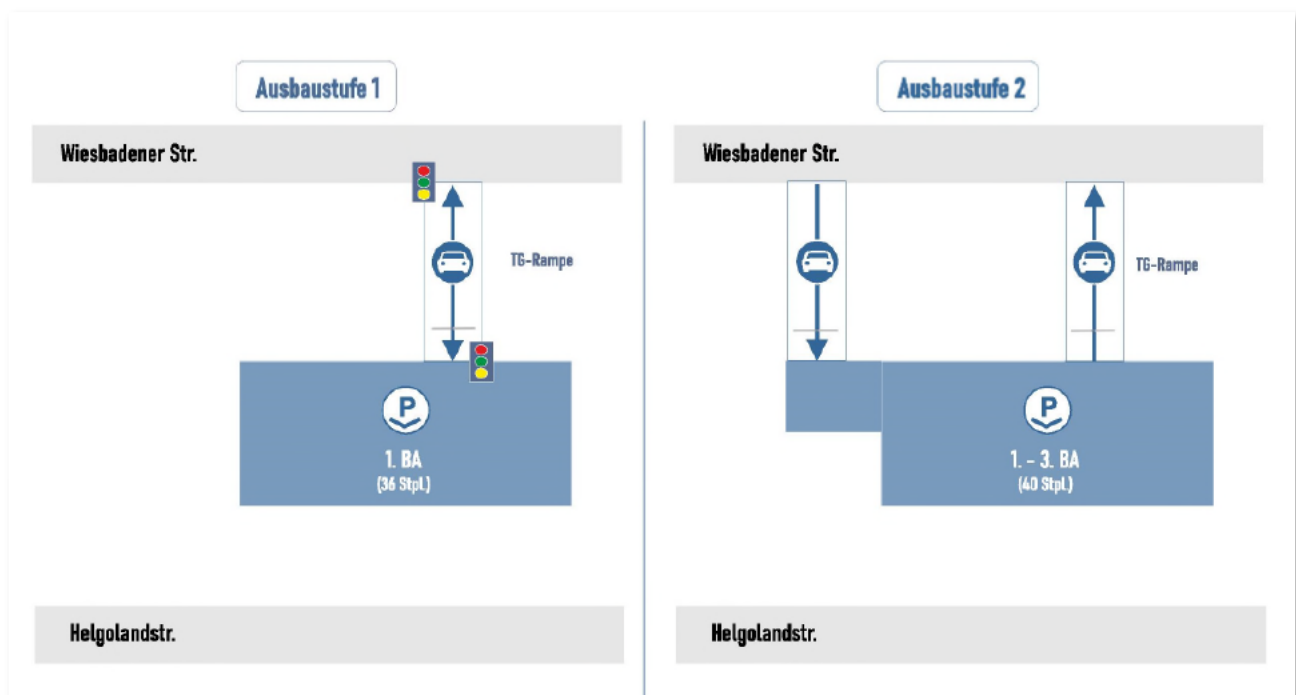 Ausbaustufe 1
Wiesbadener Str.
TG-Rampe
P
1. BA
(36 Stpl.)
Helgolandstr.
Ausbaustufe 2
Wiesbadener Str.
TG-Rampe
P
1. - 3. BA
(40 Stpl.)
Helgolandstr.